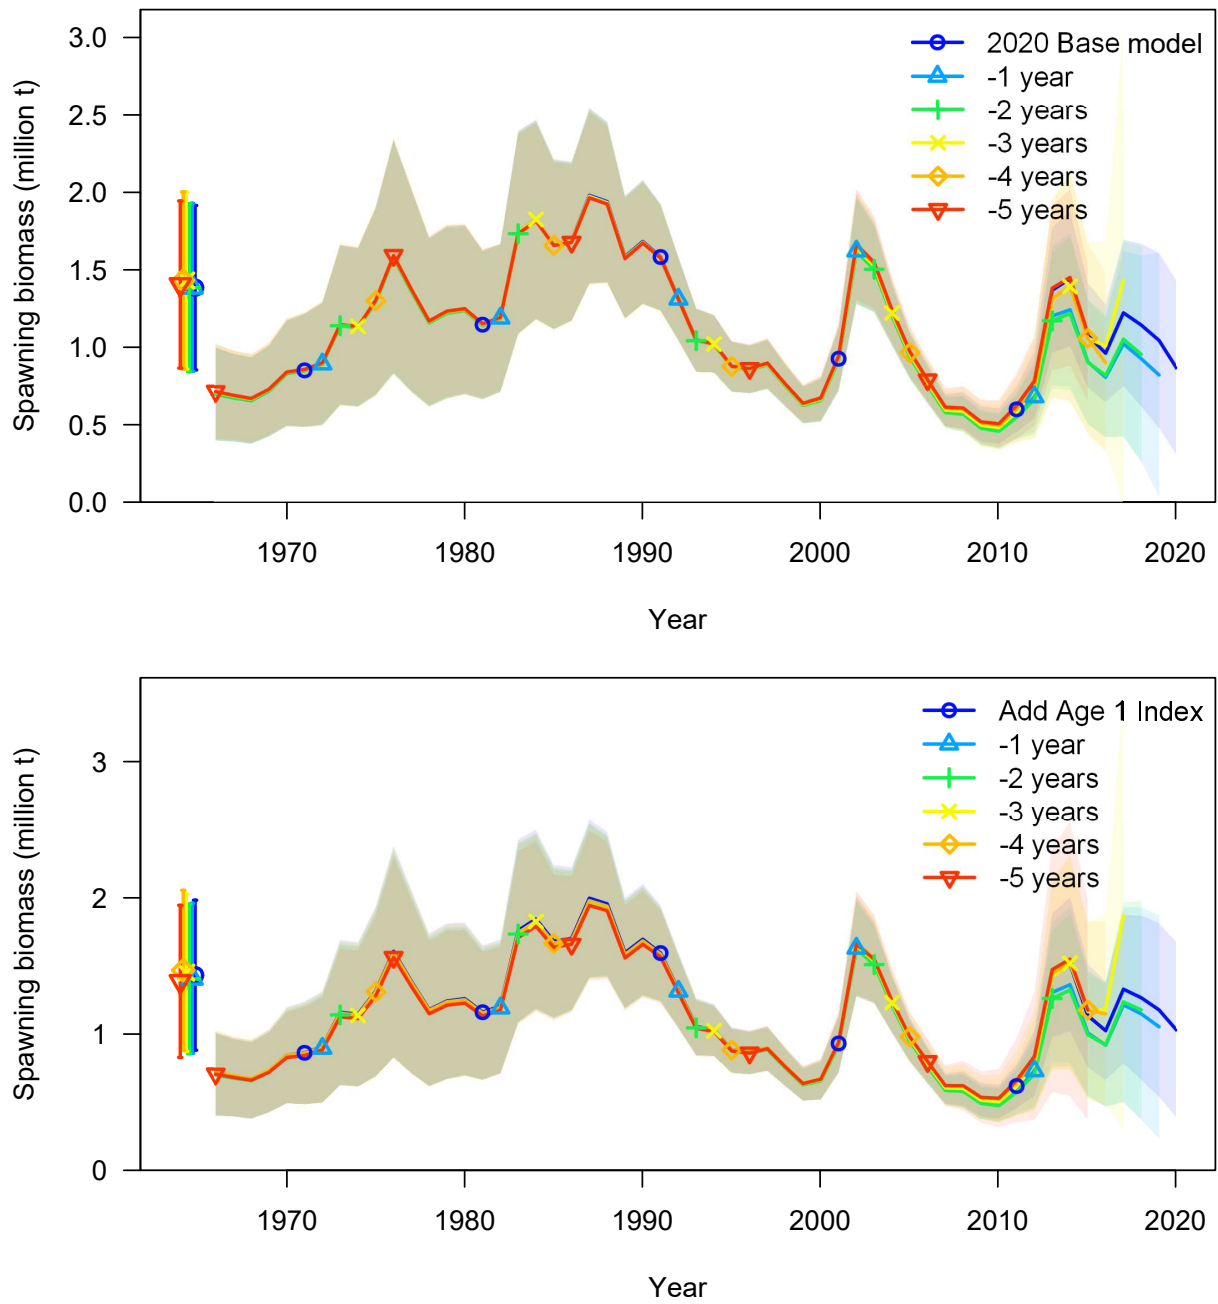 Spawning biomass (million t)
3.0
2.5
2.0
1.5
1.0
0.5
0.0
2020 Base model
-1 year
-2 years
-3 years
-4 years
-5 years
1970 1980 1990 2000 2010 2020
Year
Spawning biomass (million t)
3
2
1
0
Add Age 1 Index
-1 year
-2 years
-3 years
-4 years
-5 years
1970 1980 1990 2000 2010 2020
Year